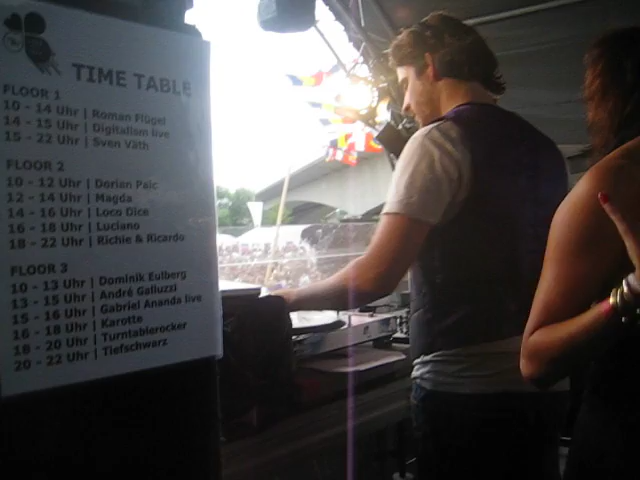 TIME TABLE
FLOOR 1
10 - 14 Uhr | Roman Flügel
14 - 15 Uhr | Digitalism live
15 - 22 Uhr | Sven Väth
FLOOR 2
10 - 12 Uhr | Dorian Paic
12 - 14 Uhr | Magda
14 - 16 Uhr | Loco Dice
16 - 18 Uhr | Luciano
18 - 22 Uhr | Richie & Ricardo
FLOOR 3
10 - 13 Uhr | Dominik Eulberg
13 - 15 Uhr | André Galluzzi
15 - 16 Uhr | Gabriel Ananda live
16 - 18 Uhr | Karotte
18 - 20 Uhr | Turntablerocker
20 - 22 Uhr | Tiefschwarz